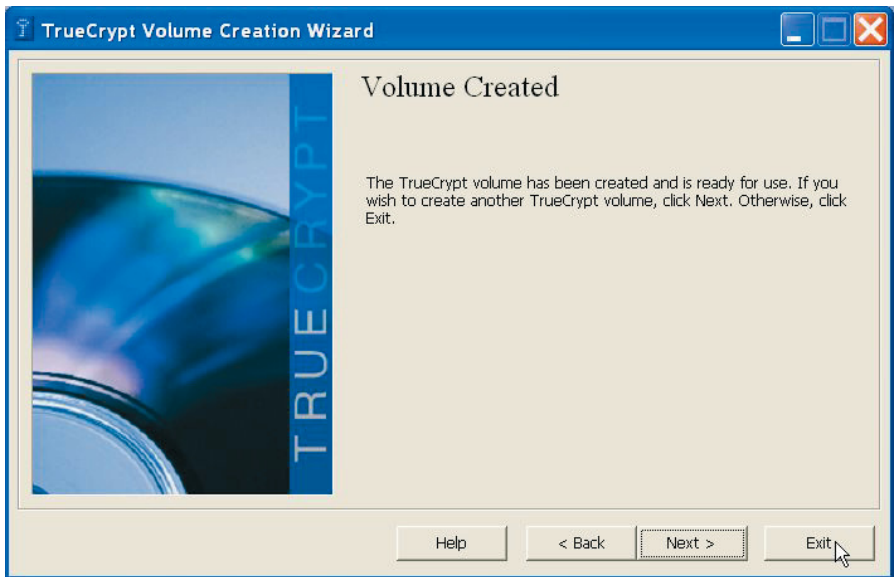 TrueCrypt Volume Creation Wizard
TRUECRYPT
Volume Created
The TrueCrypt volume has been created and is ready for use. If you
wish to create another TrueCrypt volume, click Next. Otherwise, click
Exit.
Help
< Back
Next >
Exit